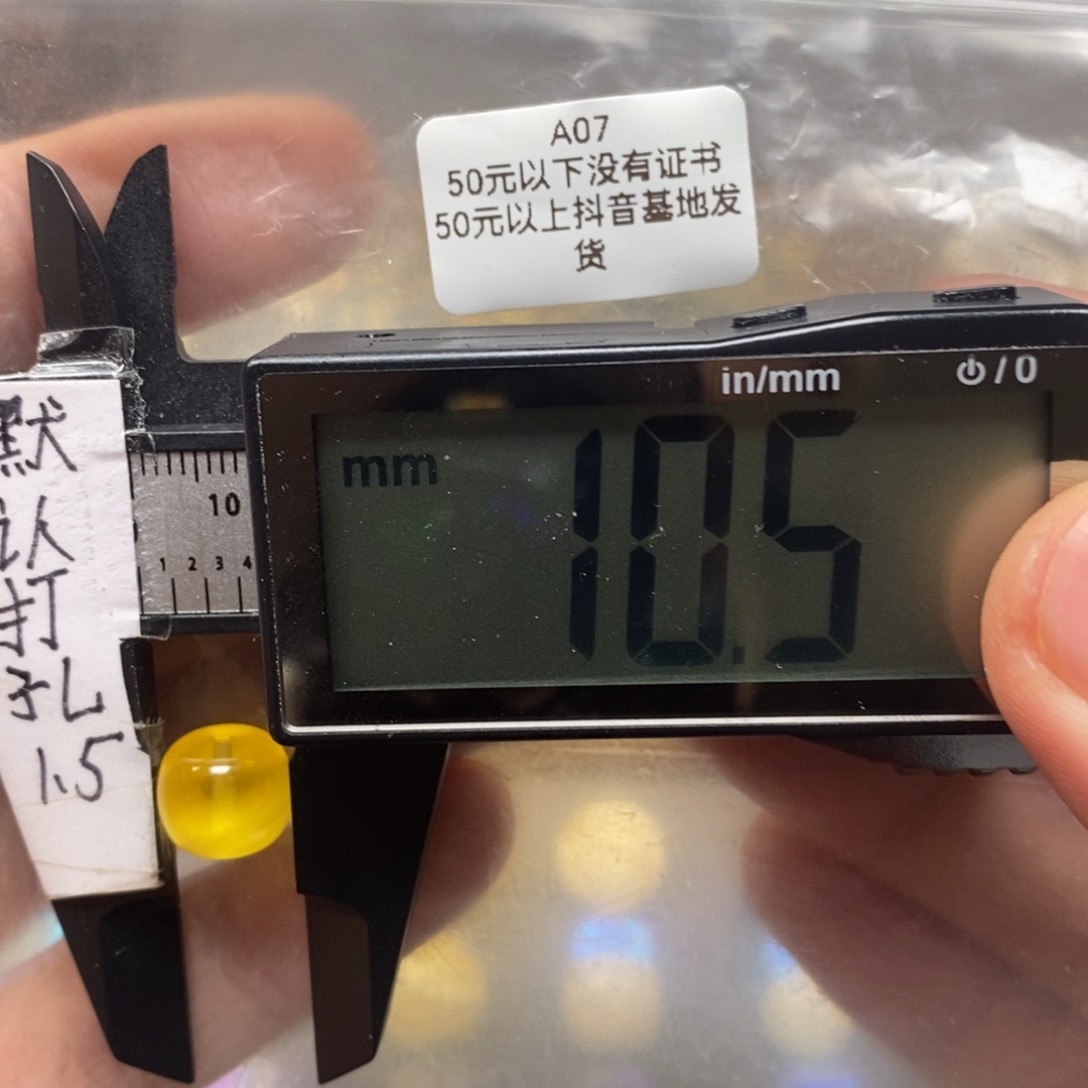 A07
50元以下没有证书
50元以上抖音基地发
货
in/mm
⏻/0
mm
10.5
10
1 2 3 4
默
认
打
孔
1.5